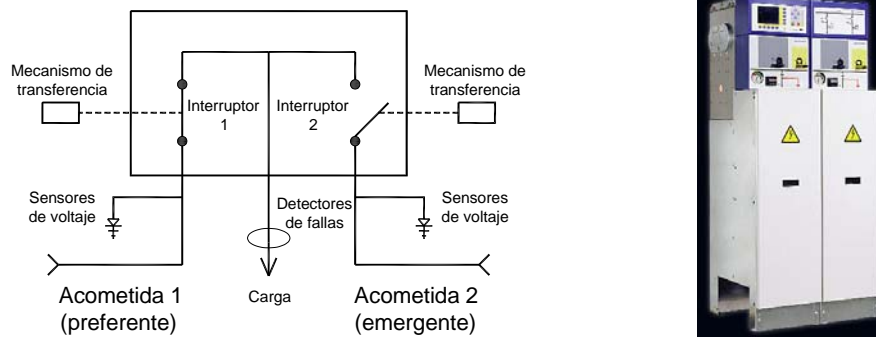 Mecanismo de
transferencia
Interruptor
1
Interruptor
2
Mecanismo de
transferencia
Sensores
de voltaje
Detectores
de fallas
Sensores
de voltaje
Acometida 1
(preferente)
Carga
Acometida 2
(emergente)